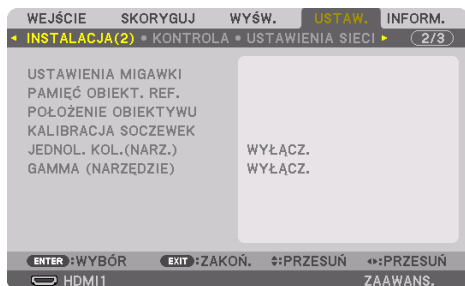 WEJŚCIE SKORYGUJ WYŚW. USTAW. INFORM.
INSTALACJA(2) • KONTROLA • USTAWIENIA SIECI 2/3
USTAWIENIA MIGAWKI
PAMIĘĆ OBIEKT. REF.
POŁOŻENIE OBIEKTYWU
KALIBRACJA SOCZEWEK
JEDNOL. KOL.(NARZ.) WYŁĄCZ.
GAMMA (NARZĘDZIE) WYŁĄCZ.
ENTER :WYBÓR EXIT :ZAKOŃ. :PRZESUŃ :PRZESUŃ
HDMI1 ZAAWANS.